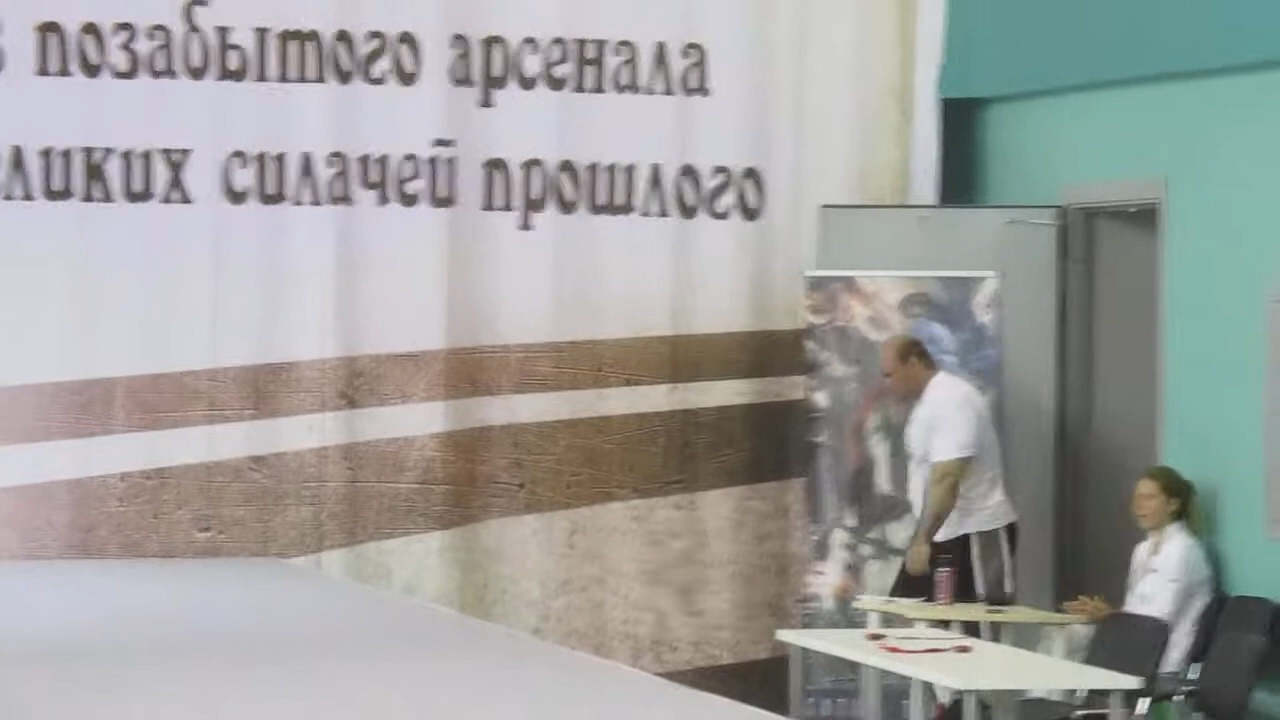 позабытого арсенала
силачей прошлого